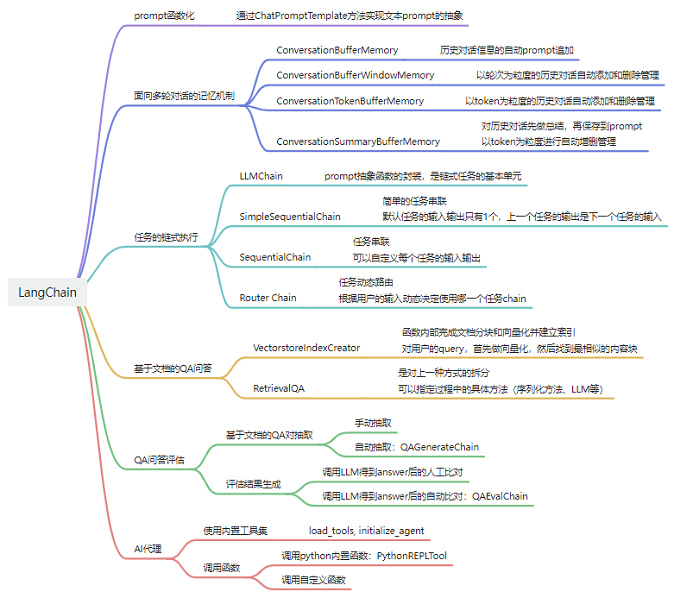 LangChain
prompt函数化
通过ChatPromptTemplate方法实现文本prompt的抽象
面向多轮对话的记忆机制
ConversationBufferMemory
历史对话信息的自动prompt追加
ConversationBufferWindowMemory
以轮次为粒度的历史对话自动添加和删除管理
ConversationTokenBufferMemory
以token为粒度的历史对话自动添加和删除管理
ConversationSummaryBufferMemory
对历史对话先做总结，再保存到prompt
以token为粒度进行自动增删管理
任务的链式执行
LLMChain
prompt抽象函数的封装，是链式任务的基本单元
SimpleSequentialChain
简单的任务串联
默认任务的输入输出只有1个，上一个任务的输出是下一个任务的输入
SequentialChain
任务串联
可以自定义每个任务的输入输出
Router Chain
任务动态路由
根据用户的输入动态决定使用哪一个任务chain
基于文档的QA问答
VectorstoreIndexCreator
函数内部完成文档分块和向量化并建立索引
对用户的query，首先做向量化，然后找到最相似的内容块
RetrievalQA
是对上一种方式的拆分
可以指定过程中的具体方法（序列化方法、LLM等）
QA问答评估
基于文档的QA对抽取
手动抽取
自动抽取：QAGenerateChain
评估结果生成
调用LLM得到answer后的人工比对
调用LLM得到answer后的自动比对：QAEvalChain
AI代理
使用内置工具集
load_tools, initialize_agent
调用函数
调用python内置函数：PythonREPLTool
调用自定义函数